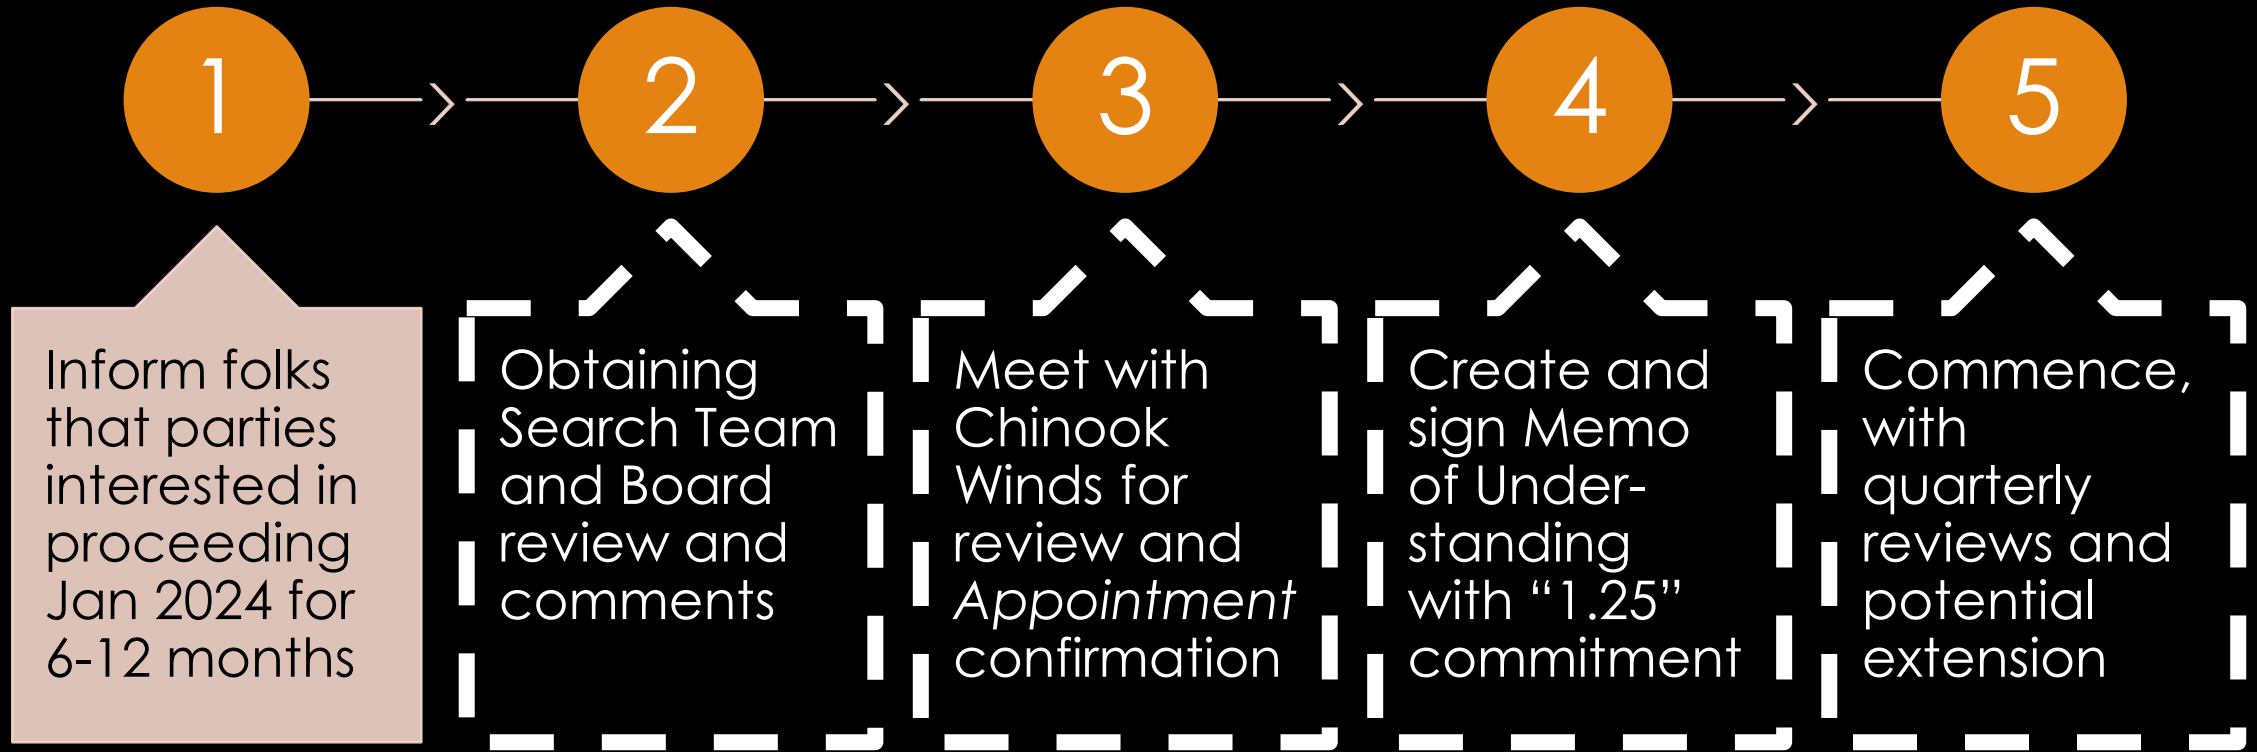 1
2
3
4
5
Inform folks
that parties
interested in
proceeding
Jan 2024 for
6-12 months
Obtaining
Search Team
and Board
review and
comments
Meet with
Chinook
Winds for
review and
Appointment
confirmation
Create and
sign Memo
of Under-
standing
with “1.25”
commitment
Commence,
with
quarterly
reviews and
potential
extension